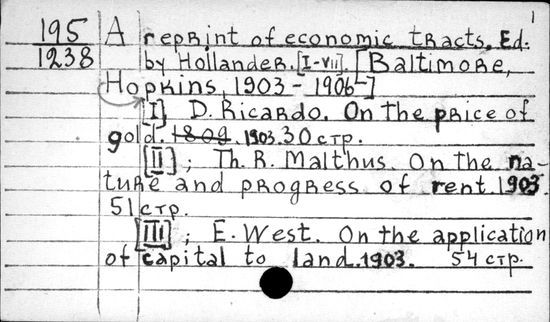 1
195 A reprint of economic tracts. Ed.
1238 by Hollander. [I-VII]. [Baltimore,
Hopkins, 1903 - 1906-]
[I] D. Ricardo. On the price of
gold. 1809. 1903. 30 стр.
[II] ; Th. R. Malthus. On the na-
ture and progress of rent. 1903.
51 стр.
[III] ; E. West. On the application
of capital to land. 1903. 54 стр.